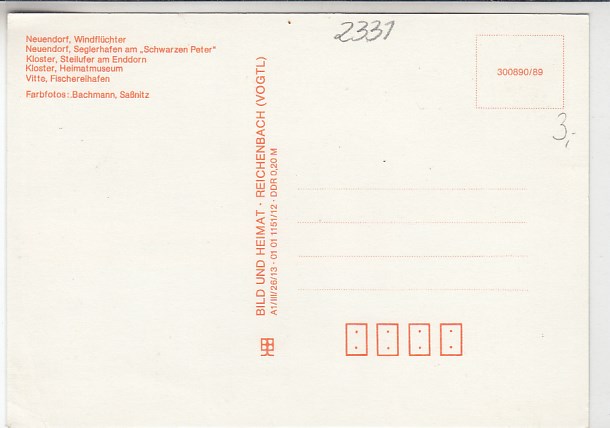 Neuendorf, Windflüchter
Neuendorf, Seglerhafen am „Schwarzen Peter"
Kloster, Steilufer am Enddorn
Kloster, Heimatmuseum
Vitte, Fischereihafen
Farbfotos: Bachmann, Saßnitz
BILD UND HEIMAT · REICHENBACH (VOGTL)
A1/III/26/13 · 01 01 1151/12 · DDR 0,20 M
2331
300890/89
3,-